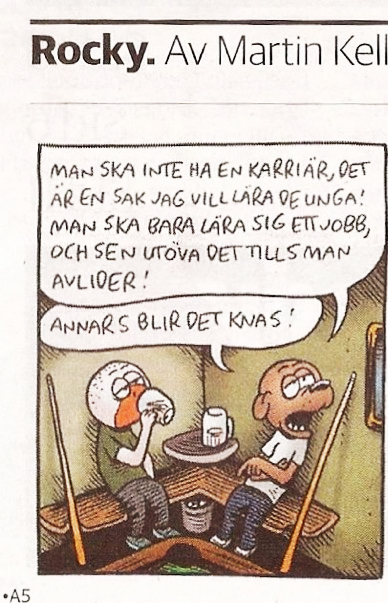 Rocky. Av Martin Kell
MAN SKA INTE HA EN KARRIÄR, DET
ÄR EN SAK JAG VILL LÄRA DE UNGA!
MAN SKA BARA LÄRA SIG ETT JOBB,
OCH SEN UTÖVA DET TILLS MAN
AVLIDER!
ANNARS BLIR DET KNAS!
•A5